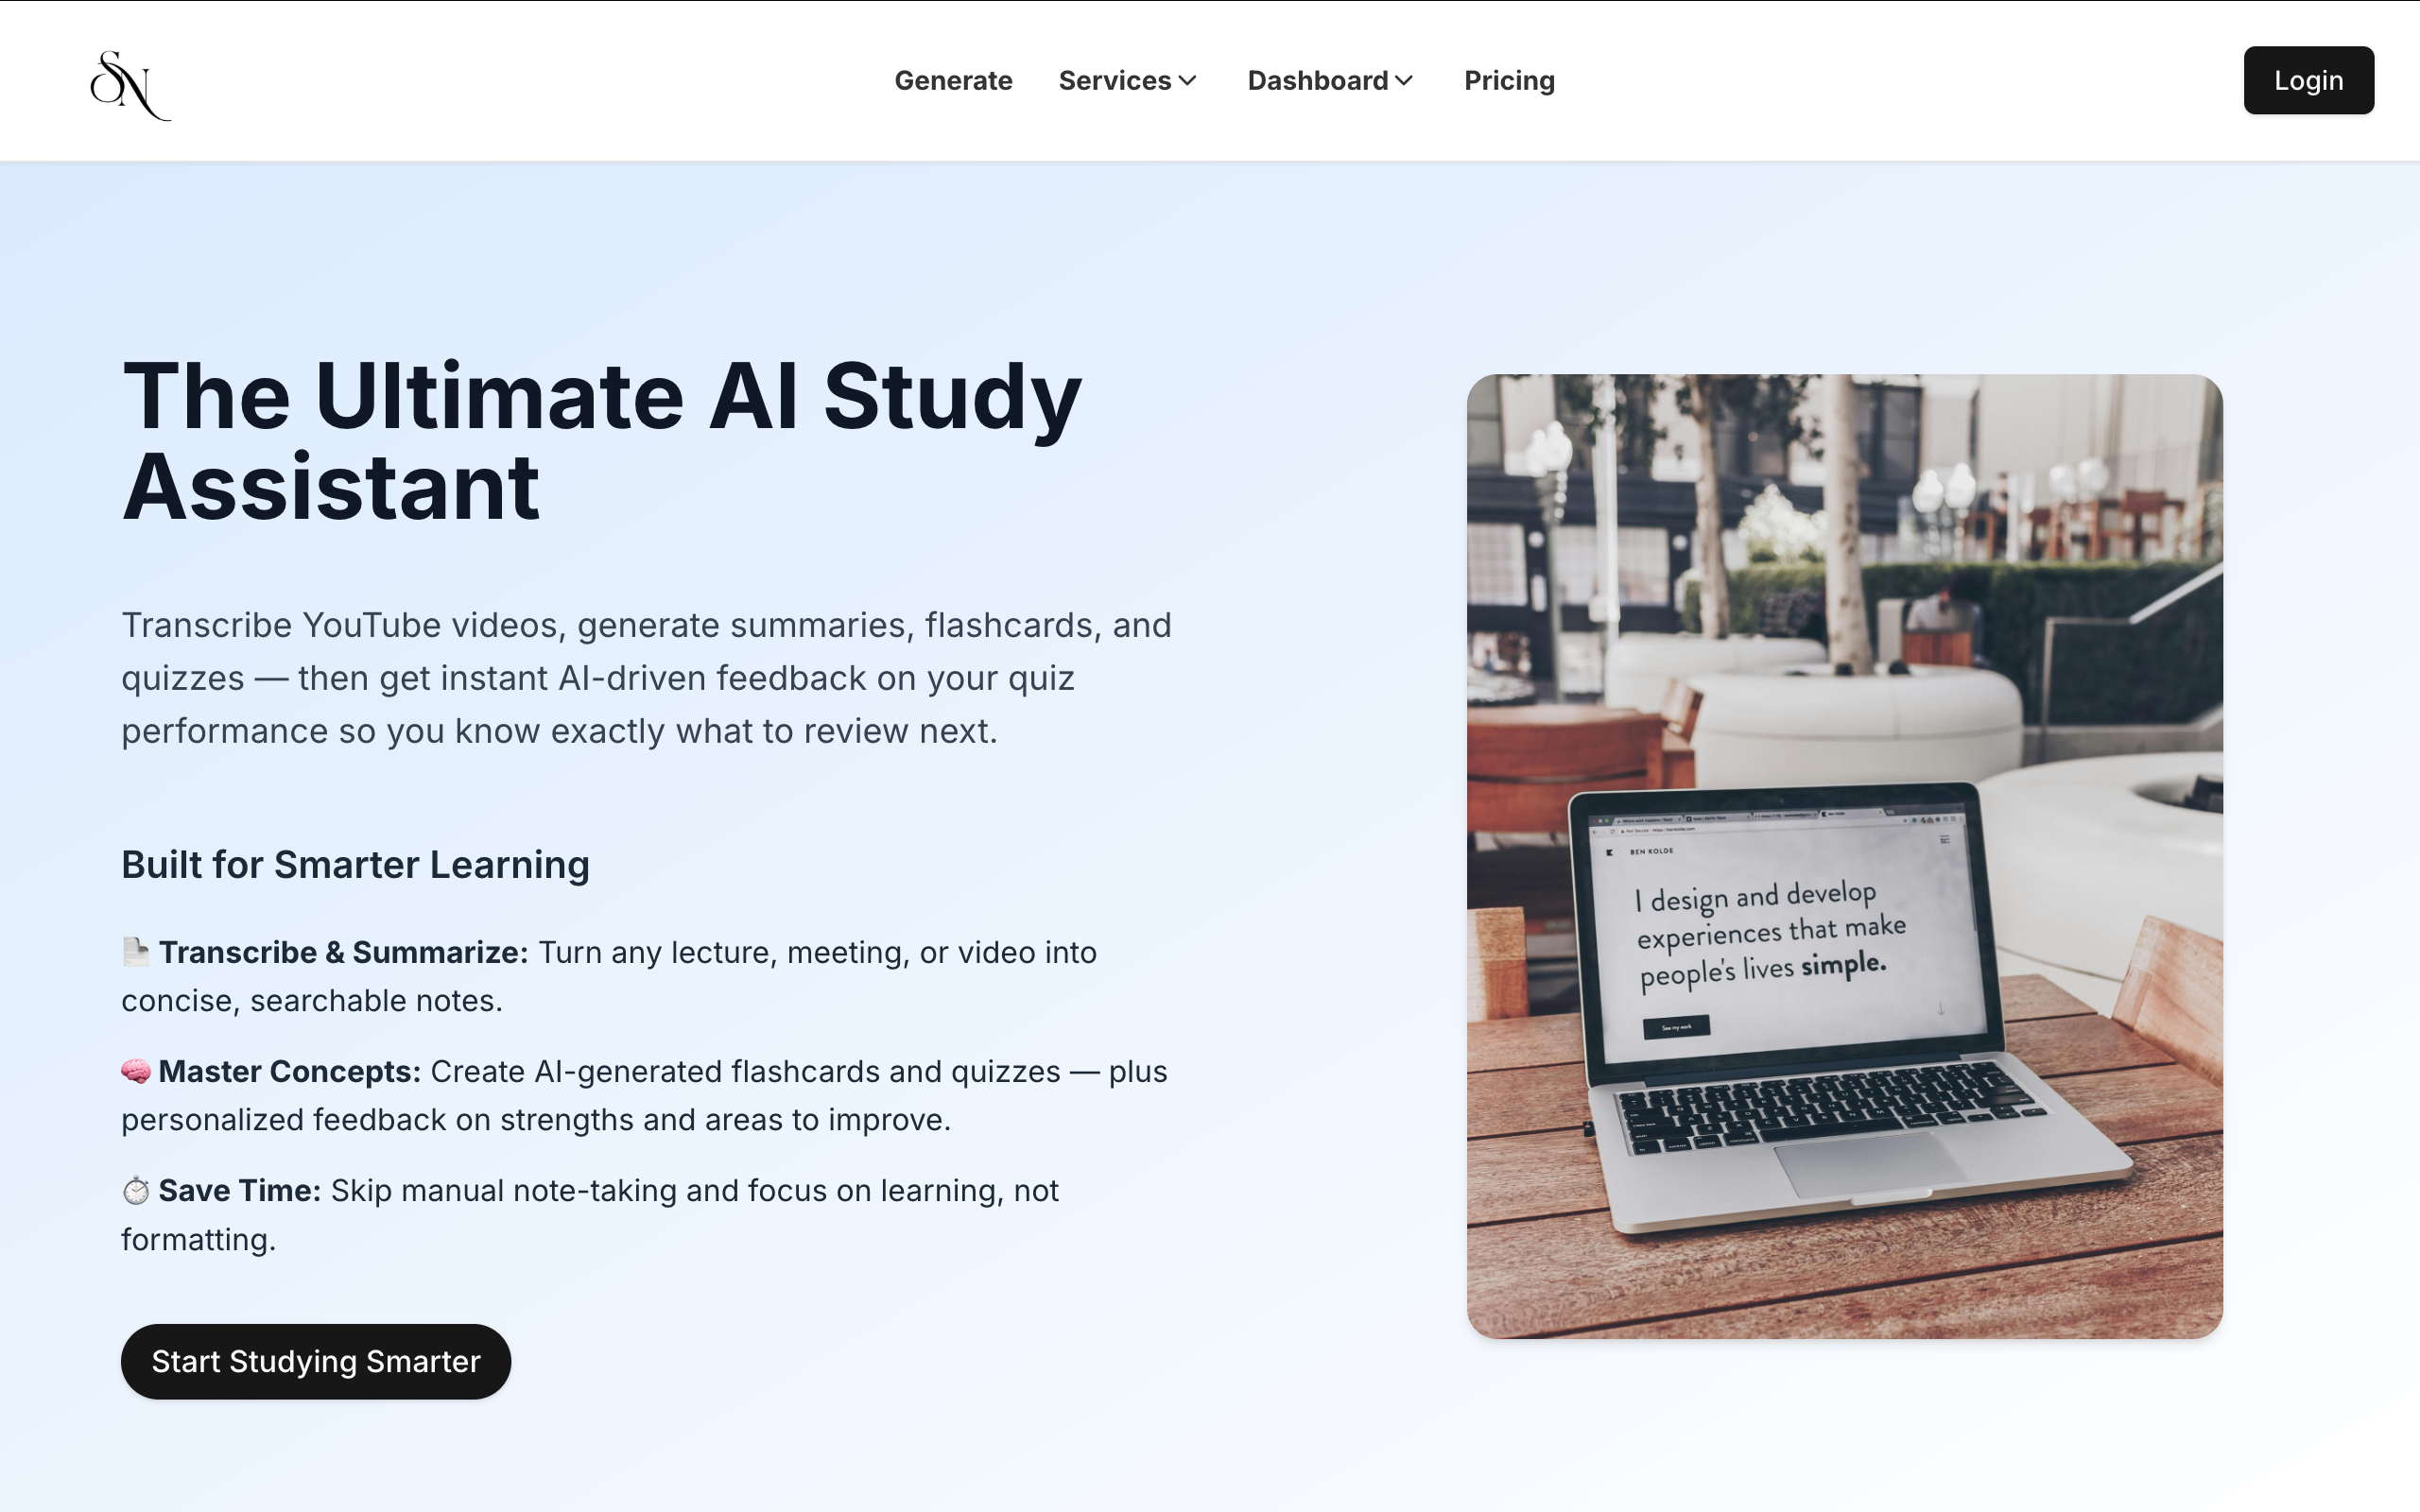 SN
Generate
Services
Dashboard
Pricing
Login
The Ultimate AI Study
Assistant
Transcribe YouTube videos, generate summaries, flashcards, and
quizzes — then get instant AI-driven feedback on your quiz
performance so you know exactly what to review next.
Built for Smarter Learning
Transcribe & Summarize: Turn any lecture, meeting, or video into
concise, searchable notes.
🧠 Master Concepts: Create AI-generated flashcards and quizzes — plus
personalized feedback on strengths and areas to improve.
⏱️ Save Time: Skip manual note-taking and focus on learning, not
formatting.
Start Studying Smarter
BEN KOLDE
I design and develop
experiences that make
people's lives simple.
See my work